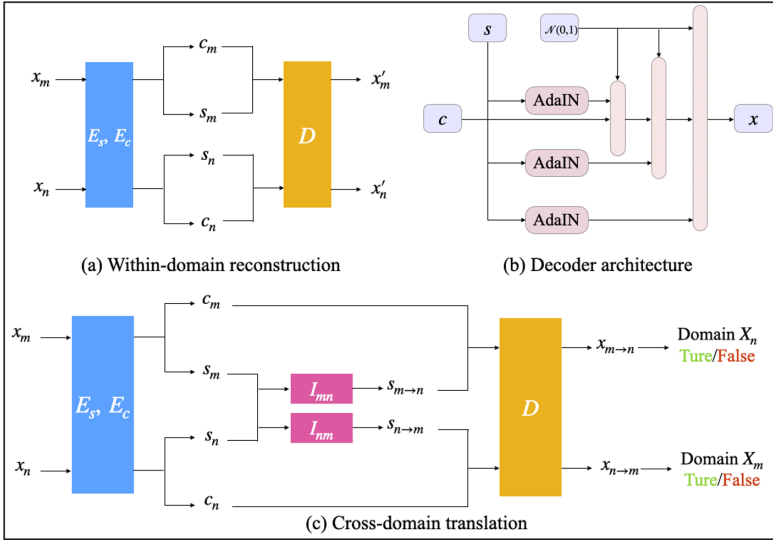 x_m
E_s, E_c
c_m
s_m
D
x'_m
x_n
s_n
c_n
x'_n
(a) Within-domain reconstruction
s
𝒩(0,1)
AdaIN
c
x
AdaIN
AdaIN
(b) Decoder architecture
x_m
c_m
s_m
I_mn
s_m→n
E_s, E_c
D
x_m→n
Domain X_n
Ture/False
s_n
I_nm
s_n→m
x_n
c_n
x_n→m
Domain X_m
Ture/False
(c) Cross-domain translation